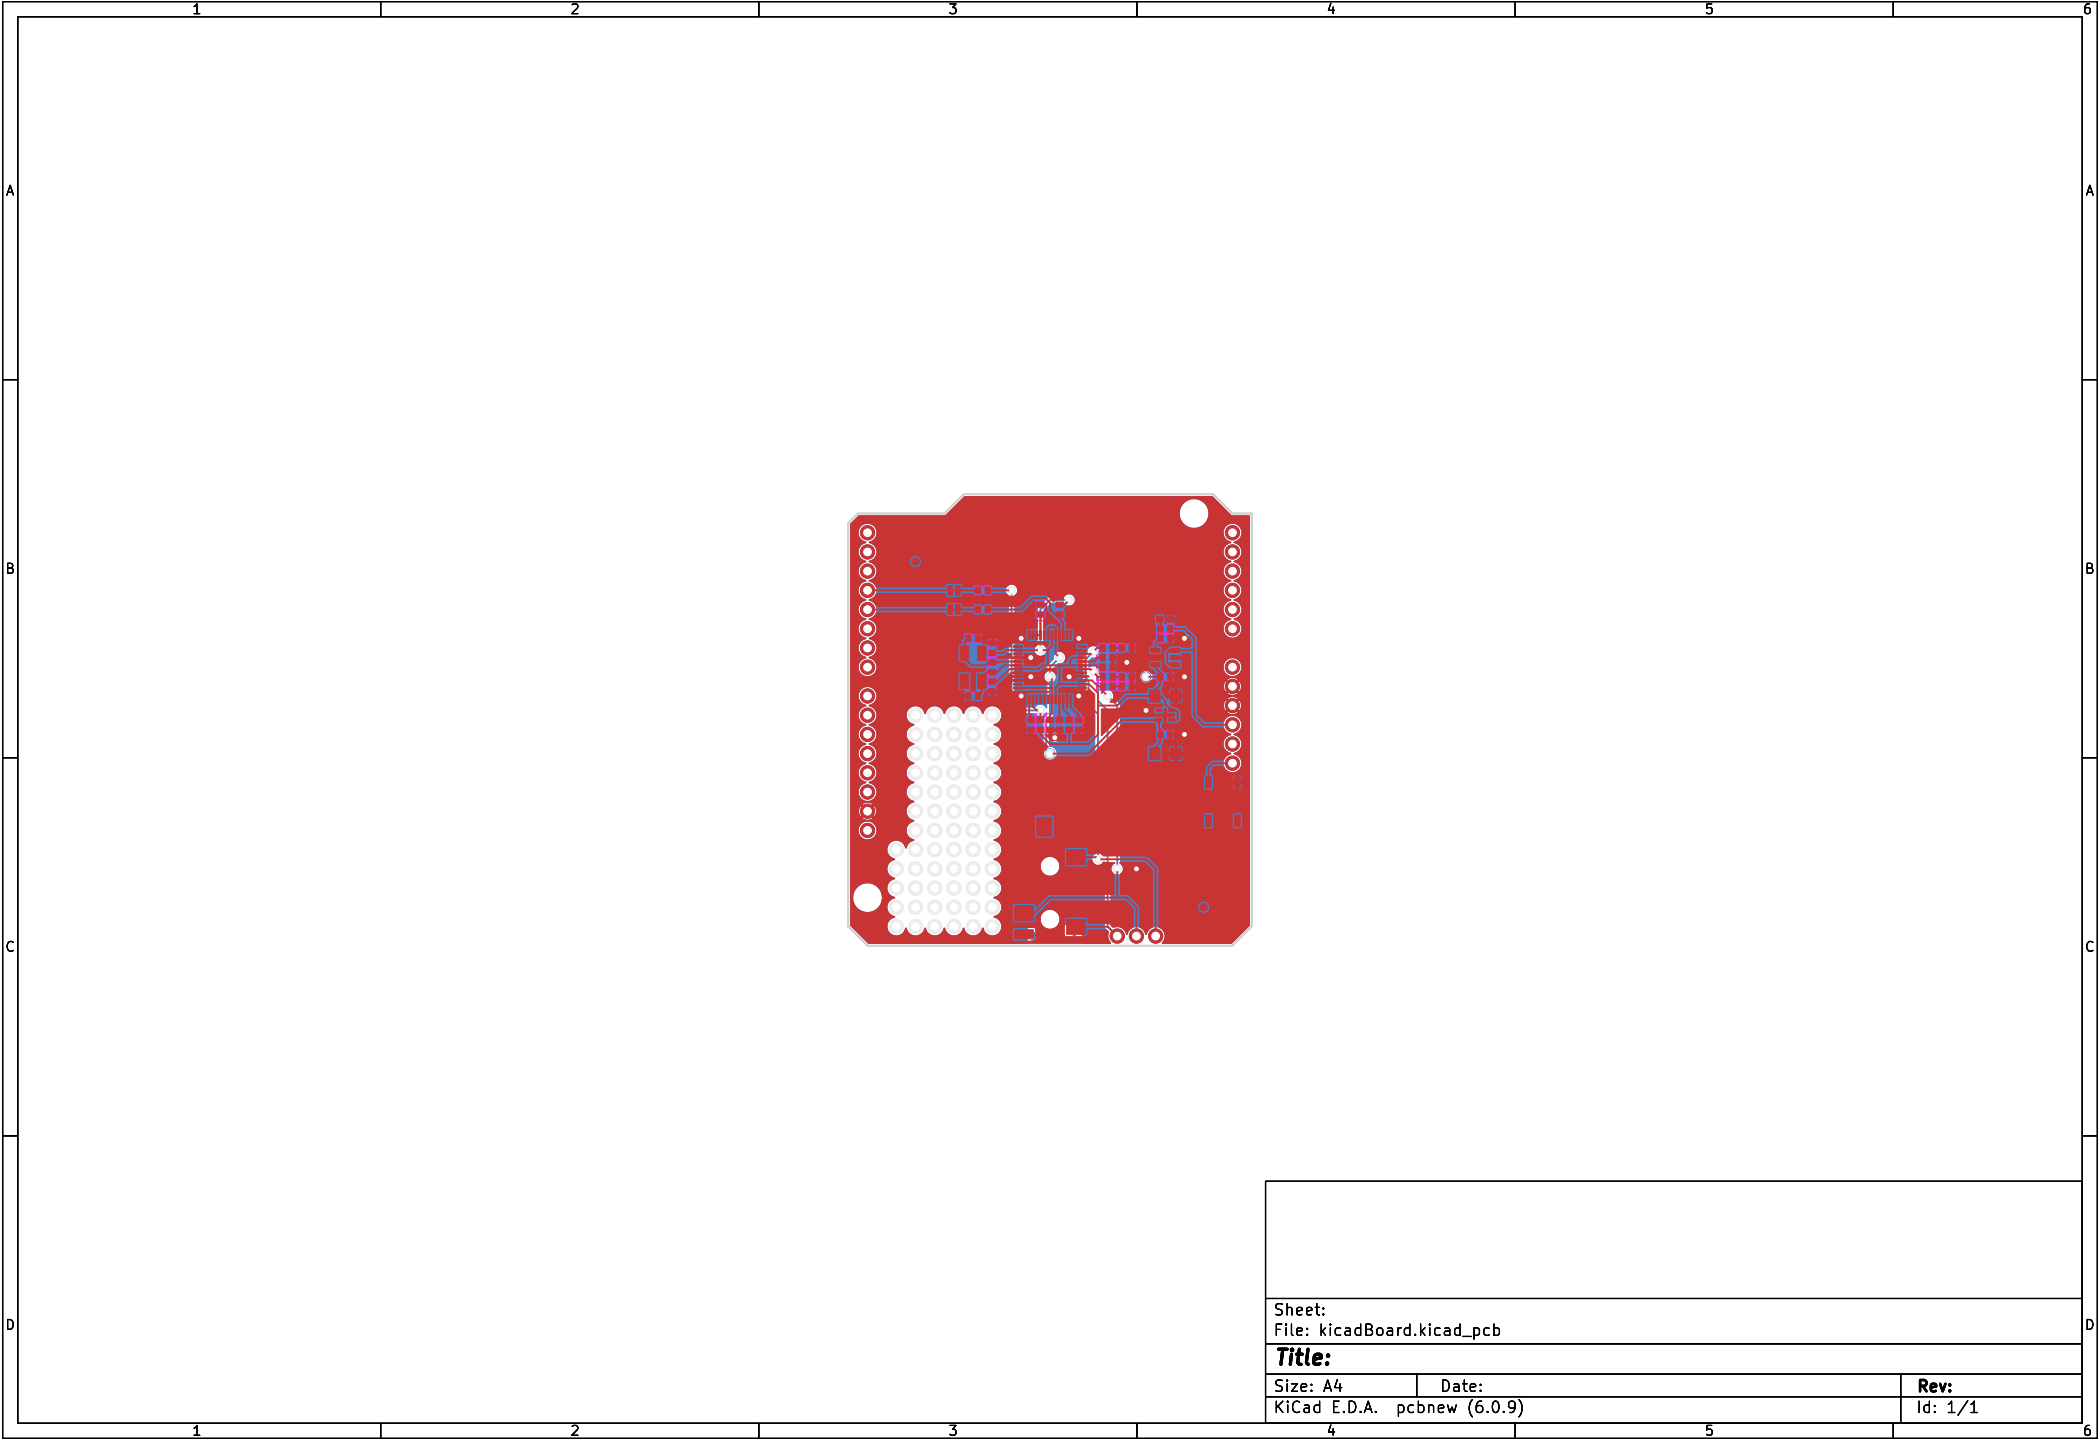 1 2 3 4 5 6
A A
B B
C C
D D
Sheet:
File: kicadBoard.kicad_pcb
Title:
Size: A4 Date: Rev:
KiCad E.D.A. pcbnew (6.0.9) Id: 1/1
1 2 3 4 5 6